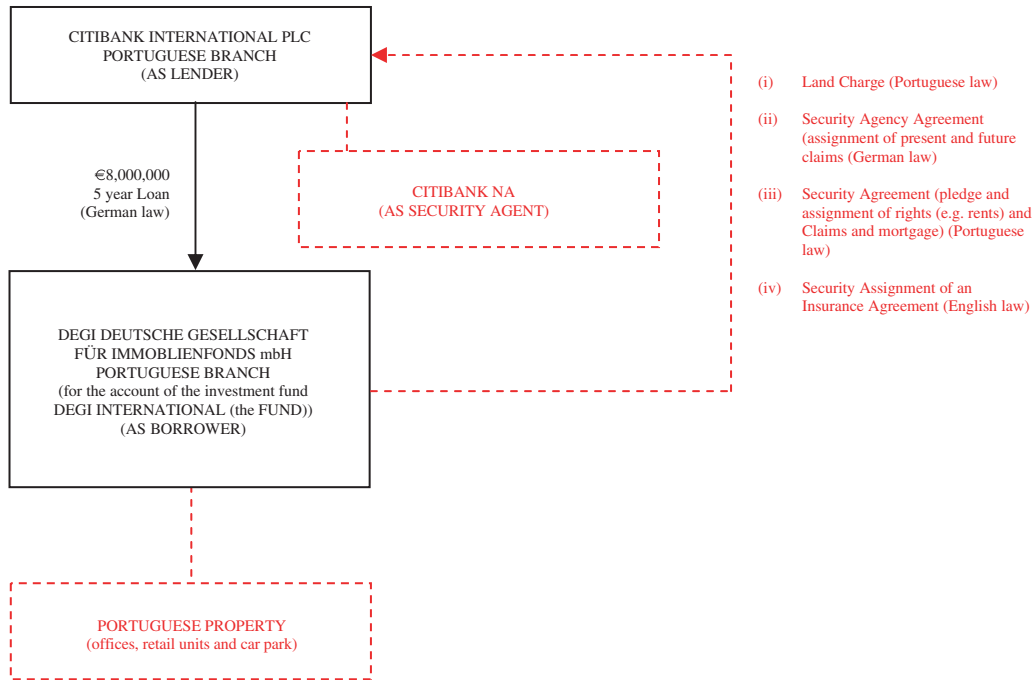 CITIBANK INTERNATIONAL PLC
PORTUGUESE BRANCH
(AS LENDER)
€8,000,000
5 year Loan
(German law)
CITIBANK NA
(AS SECURITY AGENT)
DEGI DEUTSCHE GESELLSCHAFT
FÜR IMMOBLIENFONDS mbH
PORTUGUESE BRANCH
(for the account of the investment fund
DEGI INTERNATIONAL (the FUND))
(AS BORROWER)
PORTUGUESE PROPERTY
(offices, retail units and car park)
(i) Land Charge (Portuguese law)
(ii) Security Agency Agreement
(assignment of present and future
claims (German law)
(iii) Security Agreement (pledge and
assignment of rights (e.g. rents) and
Claims and mortgage) (Portuguese
law)
(iv) Security Assignment of an
Insurance Agreement (English law)